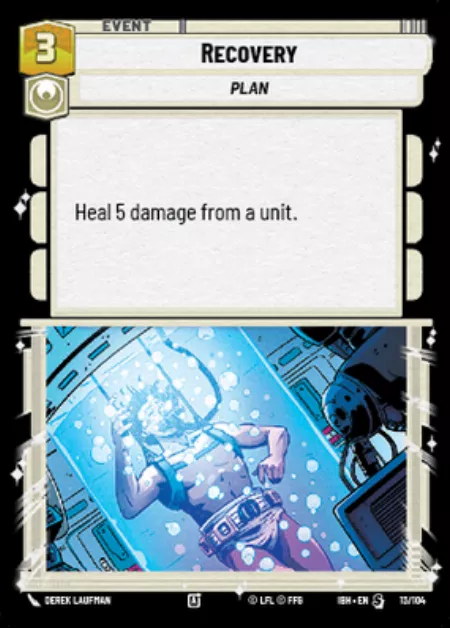 EVENT
3
RECOVERY
PLAN
Heal 5 damage from a unit.
DEREK LAUFMAN
A
© LFL © FFG
IBH • EN
13/104